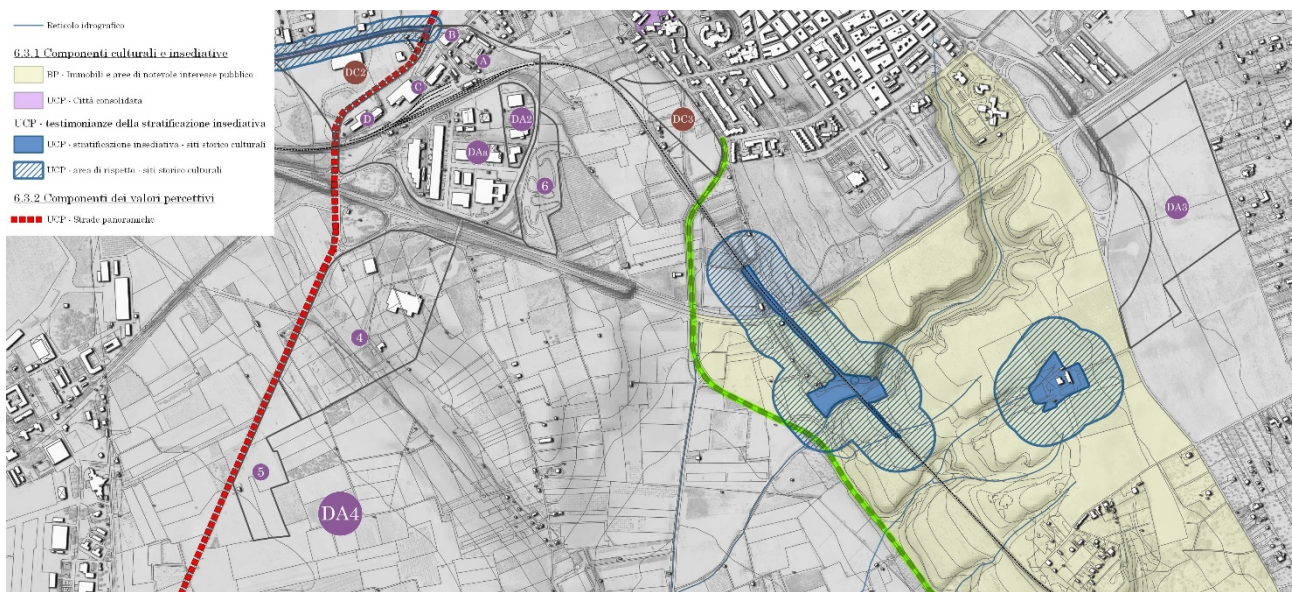 Reticolo idrografico
6.3.1 Componenti culturali e insediative
BP - Immobili e aree di notevole interesse pubblico
UCP - Città consolidata
UCP - testimonianze della stratificazione insediativa
UCP - stratificazione insediativa - siti storico culturali
UCP - area di rispetto - siti storico culturali
6.3.2 Componenti dei valori percettivi
UCP - Strade panoramiche
B
A
DC2
C
D
DA2
DAa
6
DC3
DA3
4
5
DA4